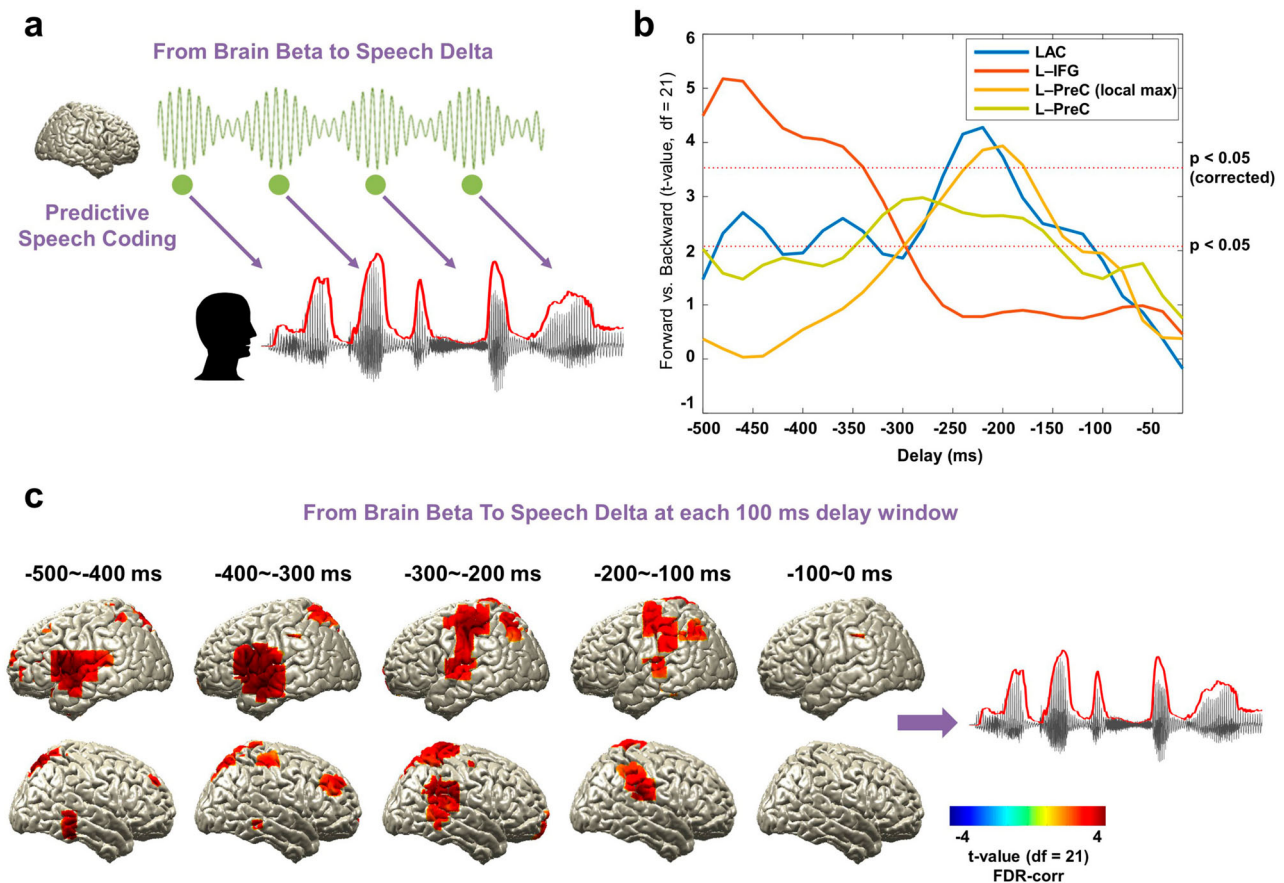 a
From Brain Beta to Speech Delta
Predictive
Speech Coding
b
Forward vs. Backward (t-value, df = 21)
6
5
4
3
2
1
0
-1
LAC
L–IFG
L–PreC (local max)
L–PreC
p < 0.05
(corrected)
p < 0.05
-500 -450 -400 -350 -300 -250 -200 -150 -100 -50
Delay (ms)
c
From Brain Beta To Speech Delta at each 100 ms delay window
-500~-400 ms -400~-300 ms -300~-200 ms -200~-100 ms -100~0 ms
-4 4
t-value (df = 21)
FDR-corr